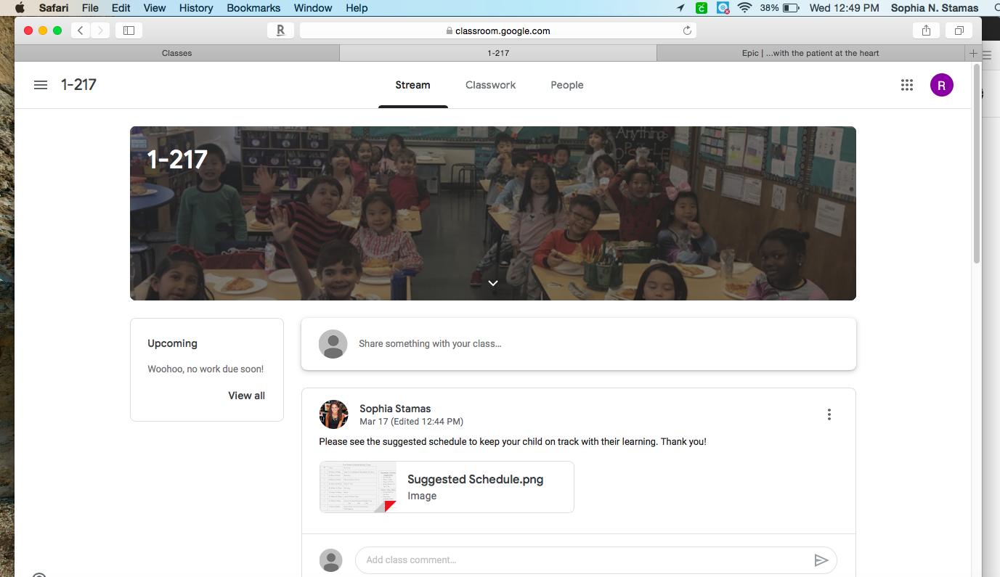 Safari File Edit View History Bookmarks Window Help 38% Wed 12:49 PM Sophia N. Stamas
R classroom.google.com
Classes 1-217 Epic | ...with the patient at the heart
1-217 Stream Classwork People R
1-217
Anything
Upcoming
Woohoo, no work due soon!
View all
Share something with your class...
Sophia Stamas
Mar 17 (Edited 12:44 PM)
Please see the suggested schedule to keep your child on track with their learning. Thank you!
Suggested Schedule.png
Image
Add class comment...